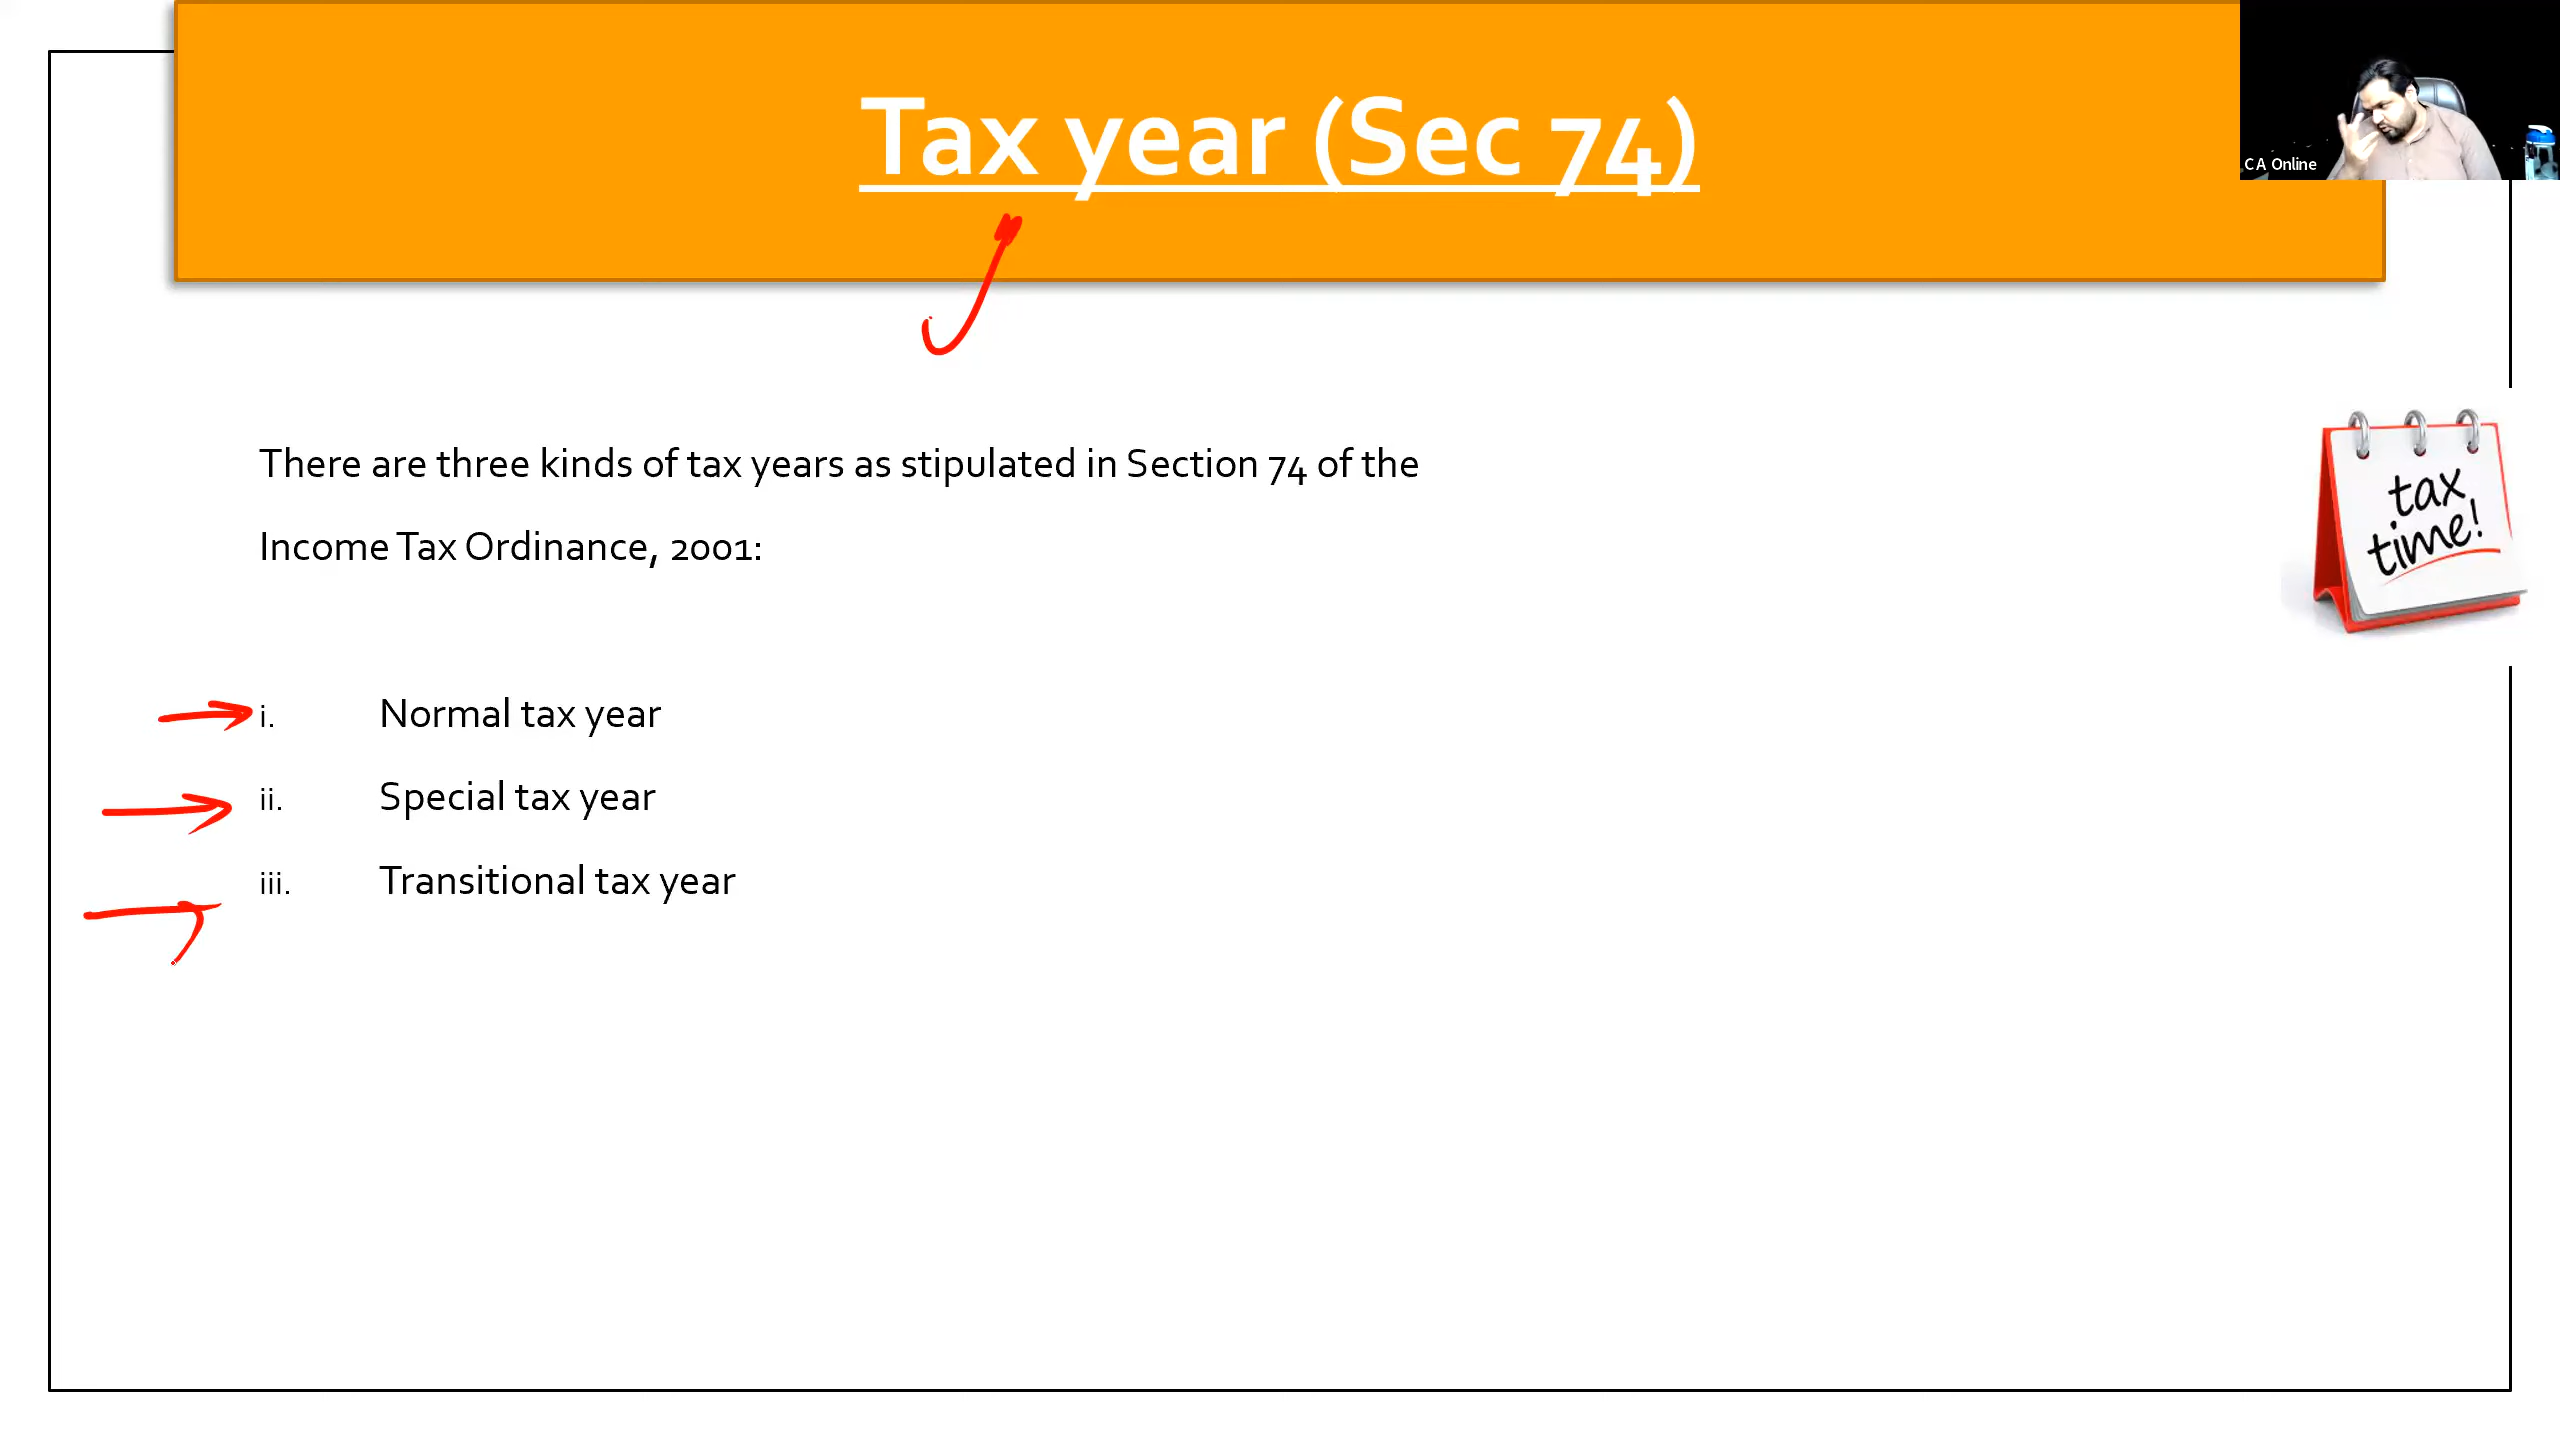 Tax year (Sec 74)
C A Online
There are three kinds of tax years as stipulated in Section 74 of the
Income Tax Ordinance, 2001:
tax
time!
i. Normal tax year
ii. Special tax year
iii. Transitional tax year